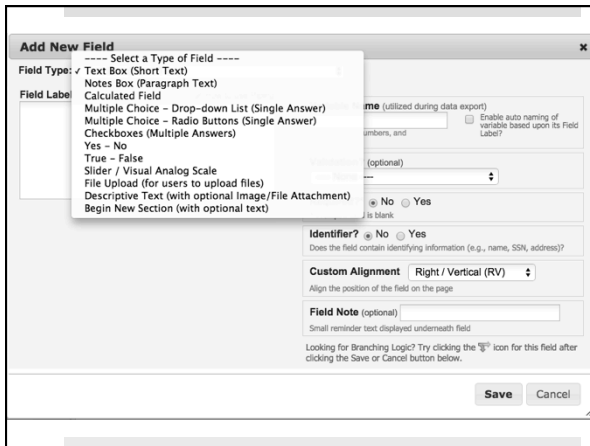 Add New Field
---- Select a Type of Field ----
Field Type: ✓ Text Box (Short Text)
Notes Box (Paragraph Text)
Field Label
Calculated Field
Multiple Choice – Drop-down List (Single Answer)
Multiple Choice – Radio Buttons (Single Answer)
Checkboxes (Multiple Answers)
Yes – No
True – False
Slider / Visual Analog Scale
File Upload (for users to upload files)
Descriptive Text (with optional Image/File Attachment)
Begin New Section (with optional text)
Name (utilized during data export)
Enable auto naming of
variable based upon its Field
Label?
umbers, and
(optional)
---
No Yes
is blank
Identifier? No Yes
Does the field contain identifying information (e.g., name, SSN, address)?
Custom Alignment Right / Vertical (RV)
Align the position of the field on the page
Field Note (optional)
Small reminder text displayed underneath field
Looking for Branching Logic? Try clicking the icon for this field after
clicking the Save or Cancel button below.
Save Cancel